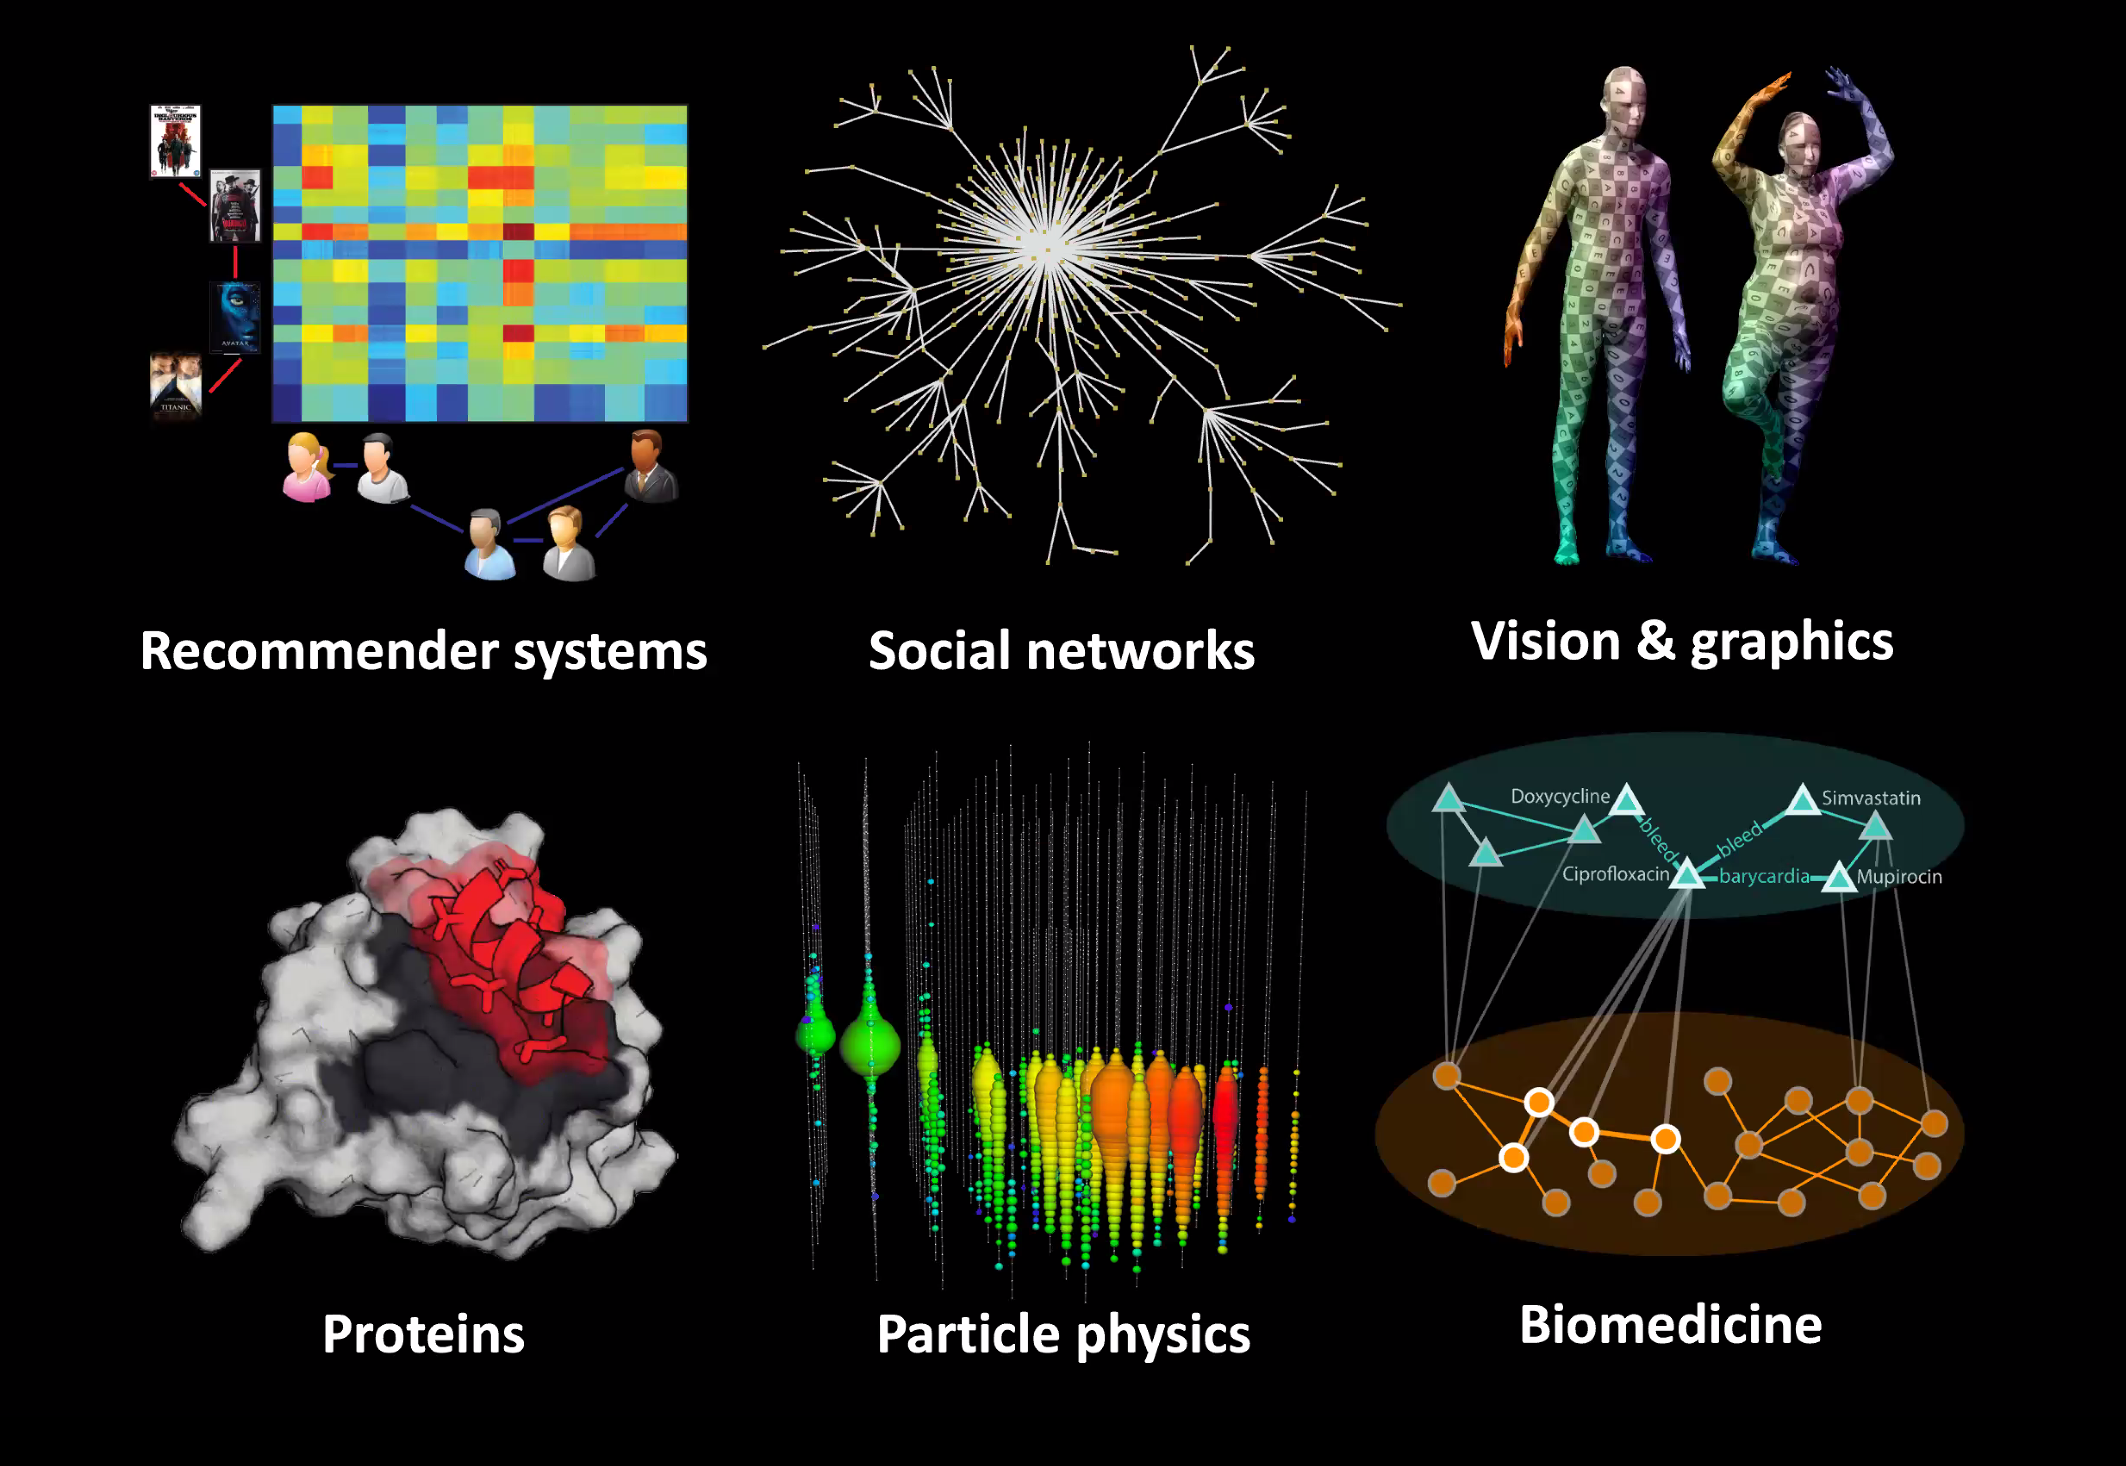 AVATAR
TITANIC
Recommender systems
Social networks
Vision & graphics
Doxycycline
Simvastatin
bleed
bleed
Ciprofloxacin
barycardia
Mupirocin
Proteins
Particle physics
Biomedicine